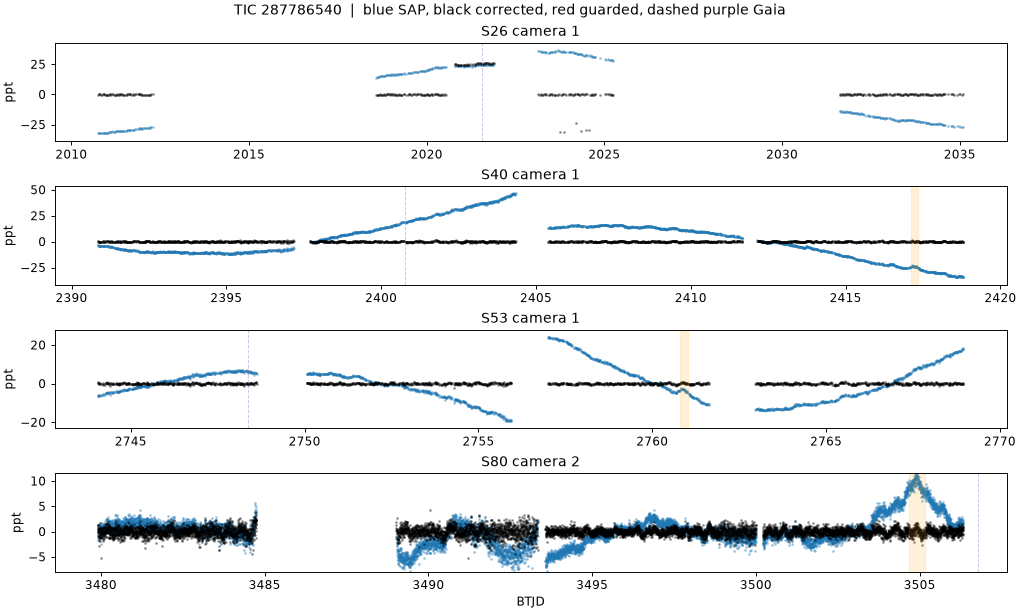 TIC 287786540 | blue SAP, black corrected, red guarded, dashed purple Gaia
S26 camera 1
ppt
25
0
−25
2010 2015 2020 2025 2030 2035
S40 camera 1
ppt
50
25
0
−25
2390 2395 2400 2405 2410 2415 2420
S53 camera 1
ppt
20
0
−20
2745 2750 2755 2760 2765 2770
S80 camera 2
ppt
10
5
0
−5
3480 3485 3490 3495 3500 3505
BTJD